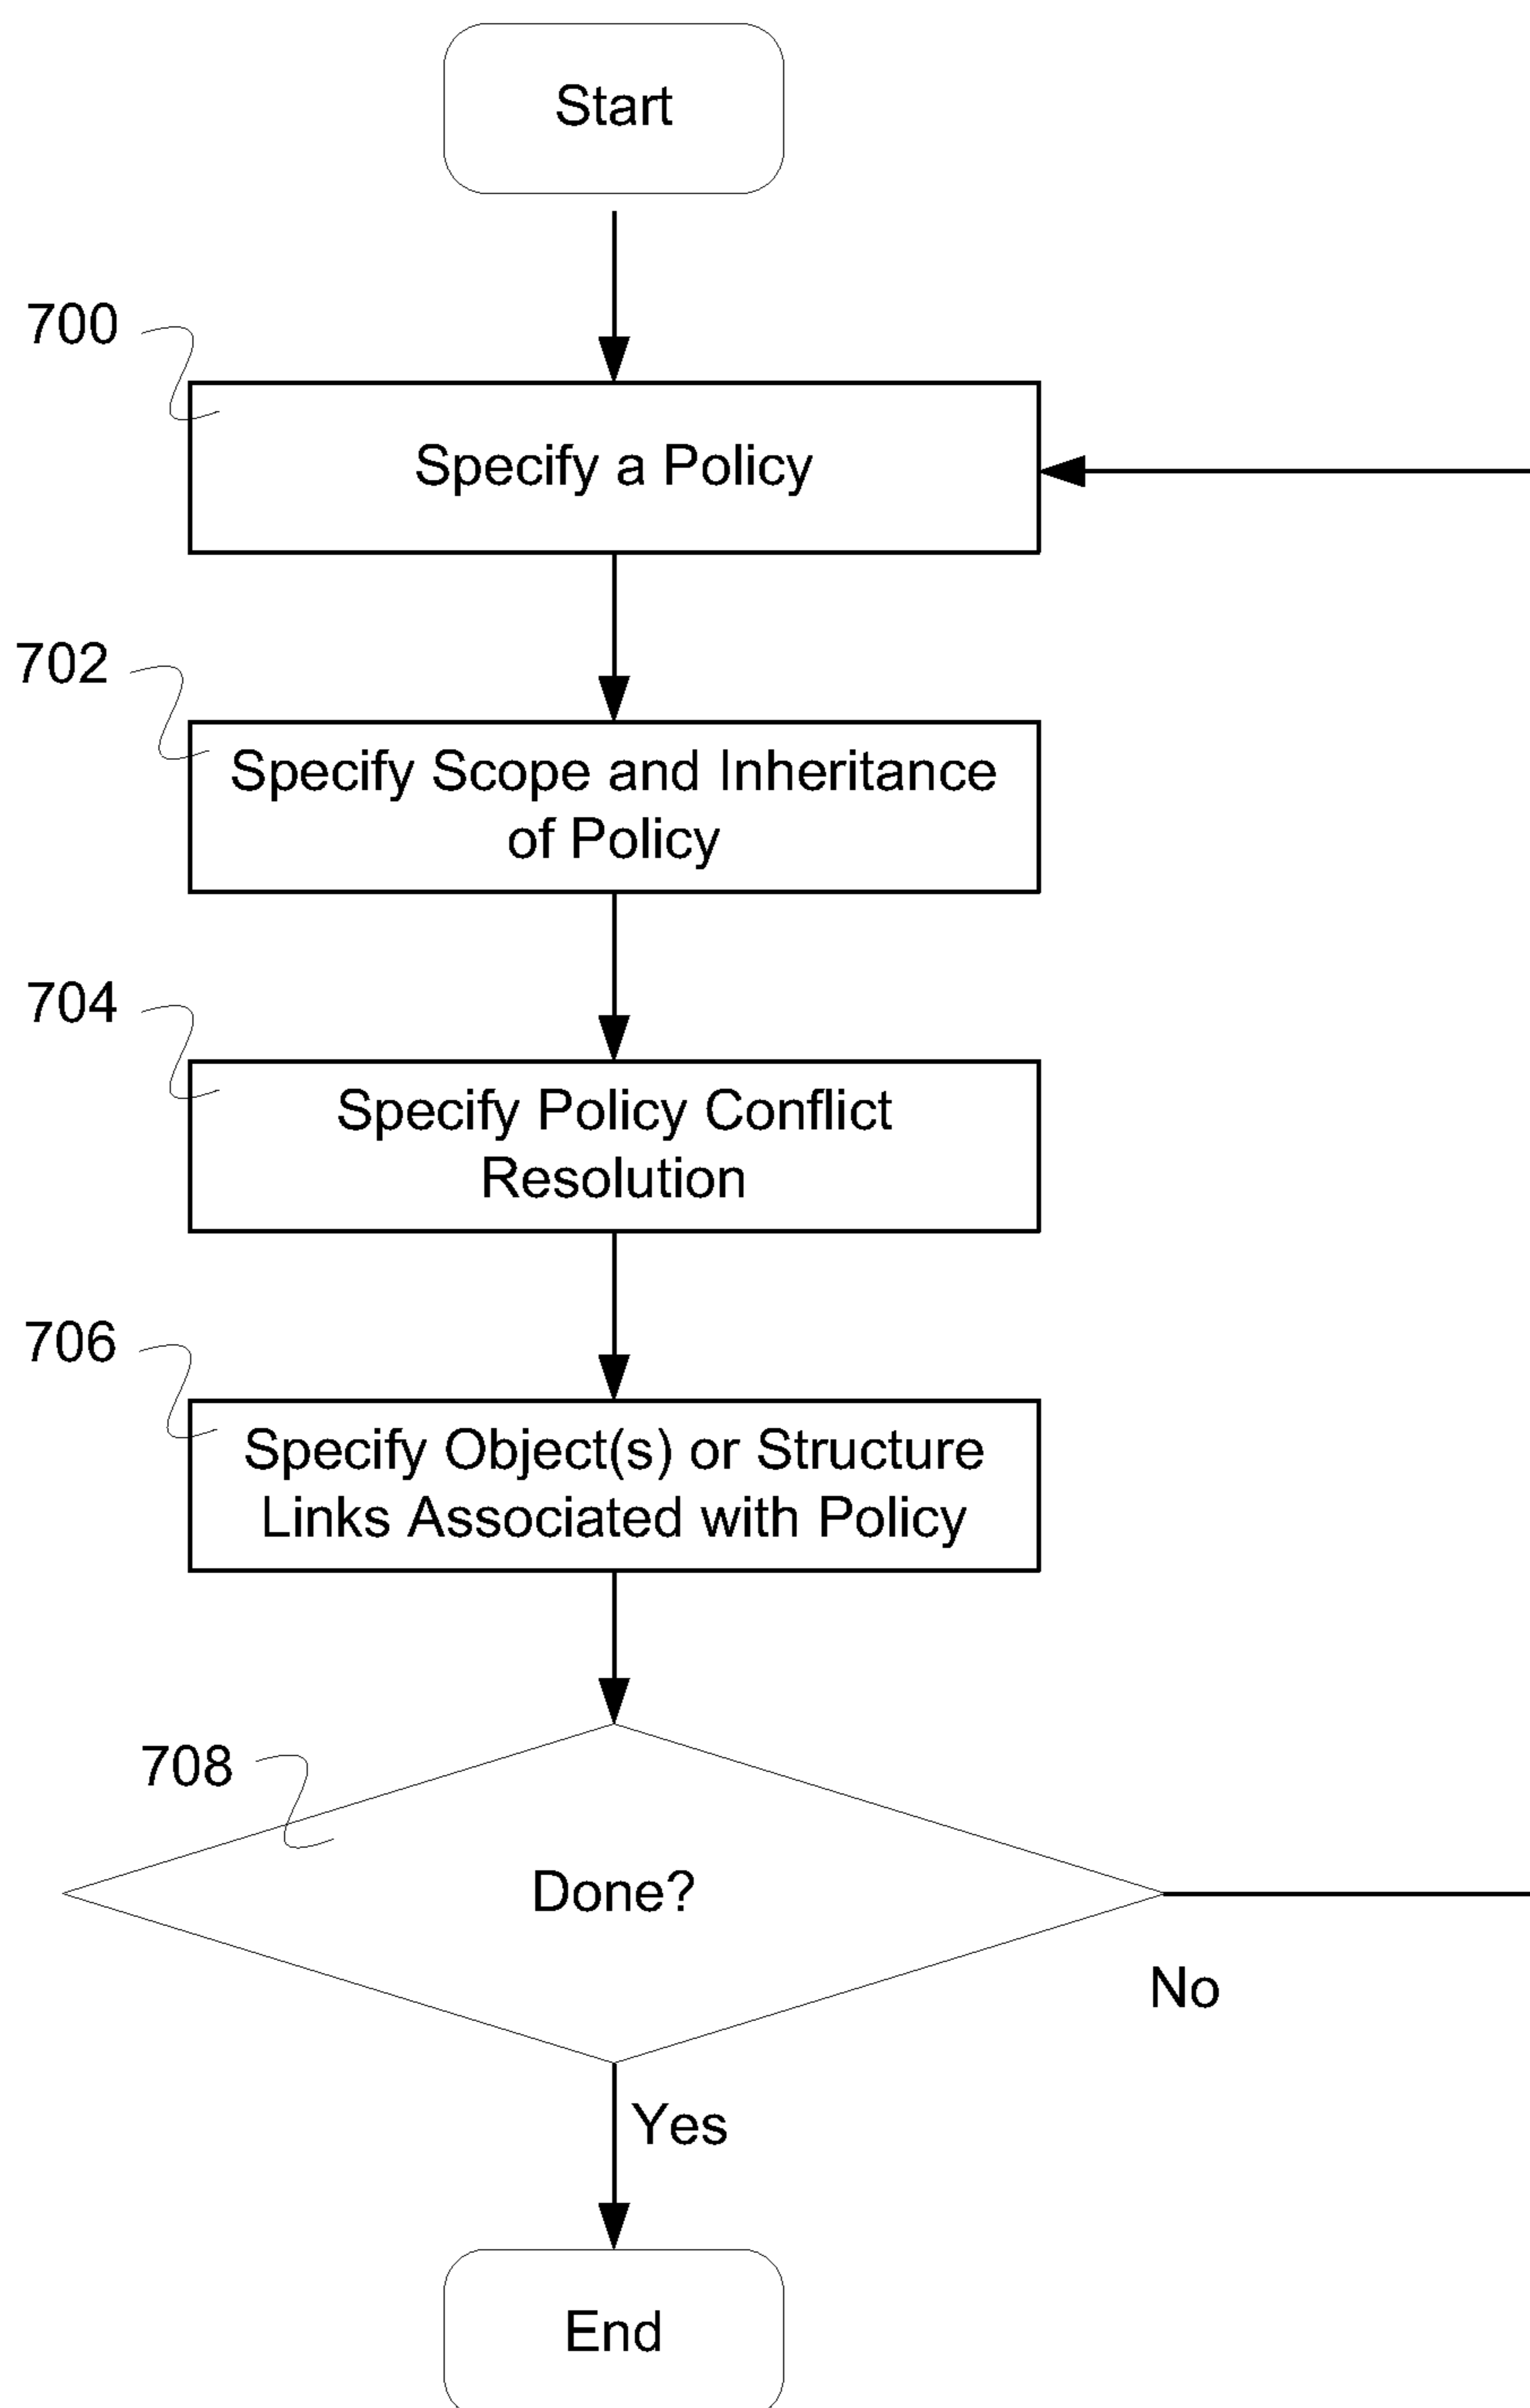 Start
700
Specify a Policy
702
Specify Scope and Inheritance
of Policy
704
Specify Policy Conflict
Resolution
706
Specify Object(s) or Structure
Links Associated with Policy
708
Done?
No
Yes
End